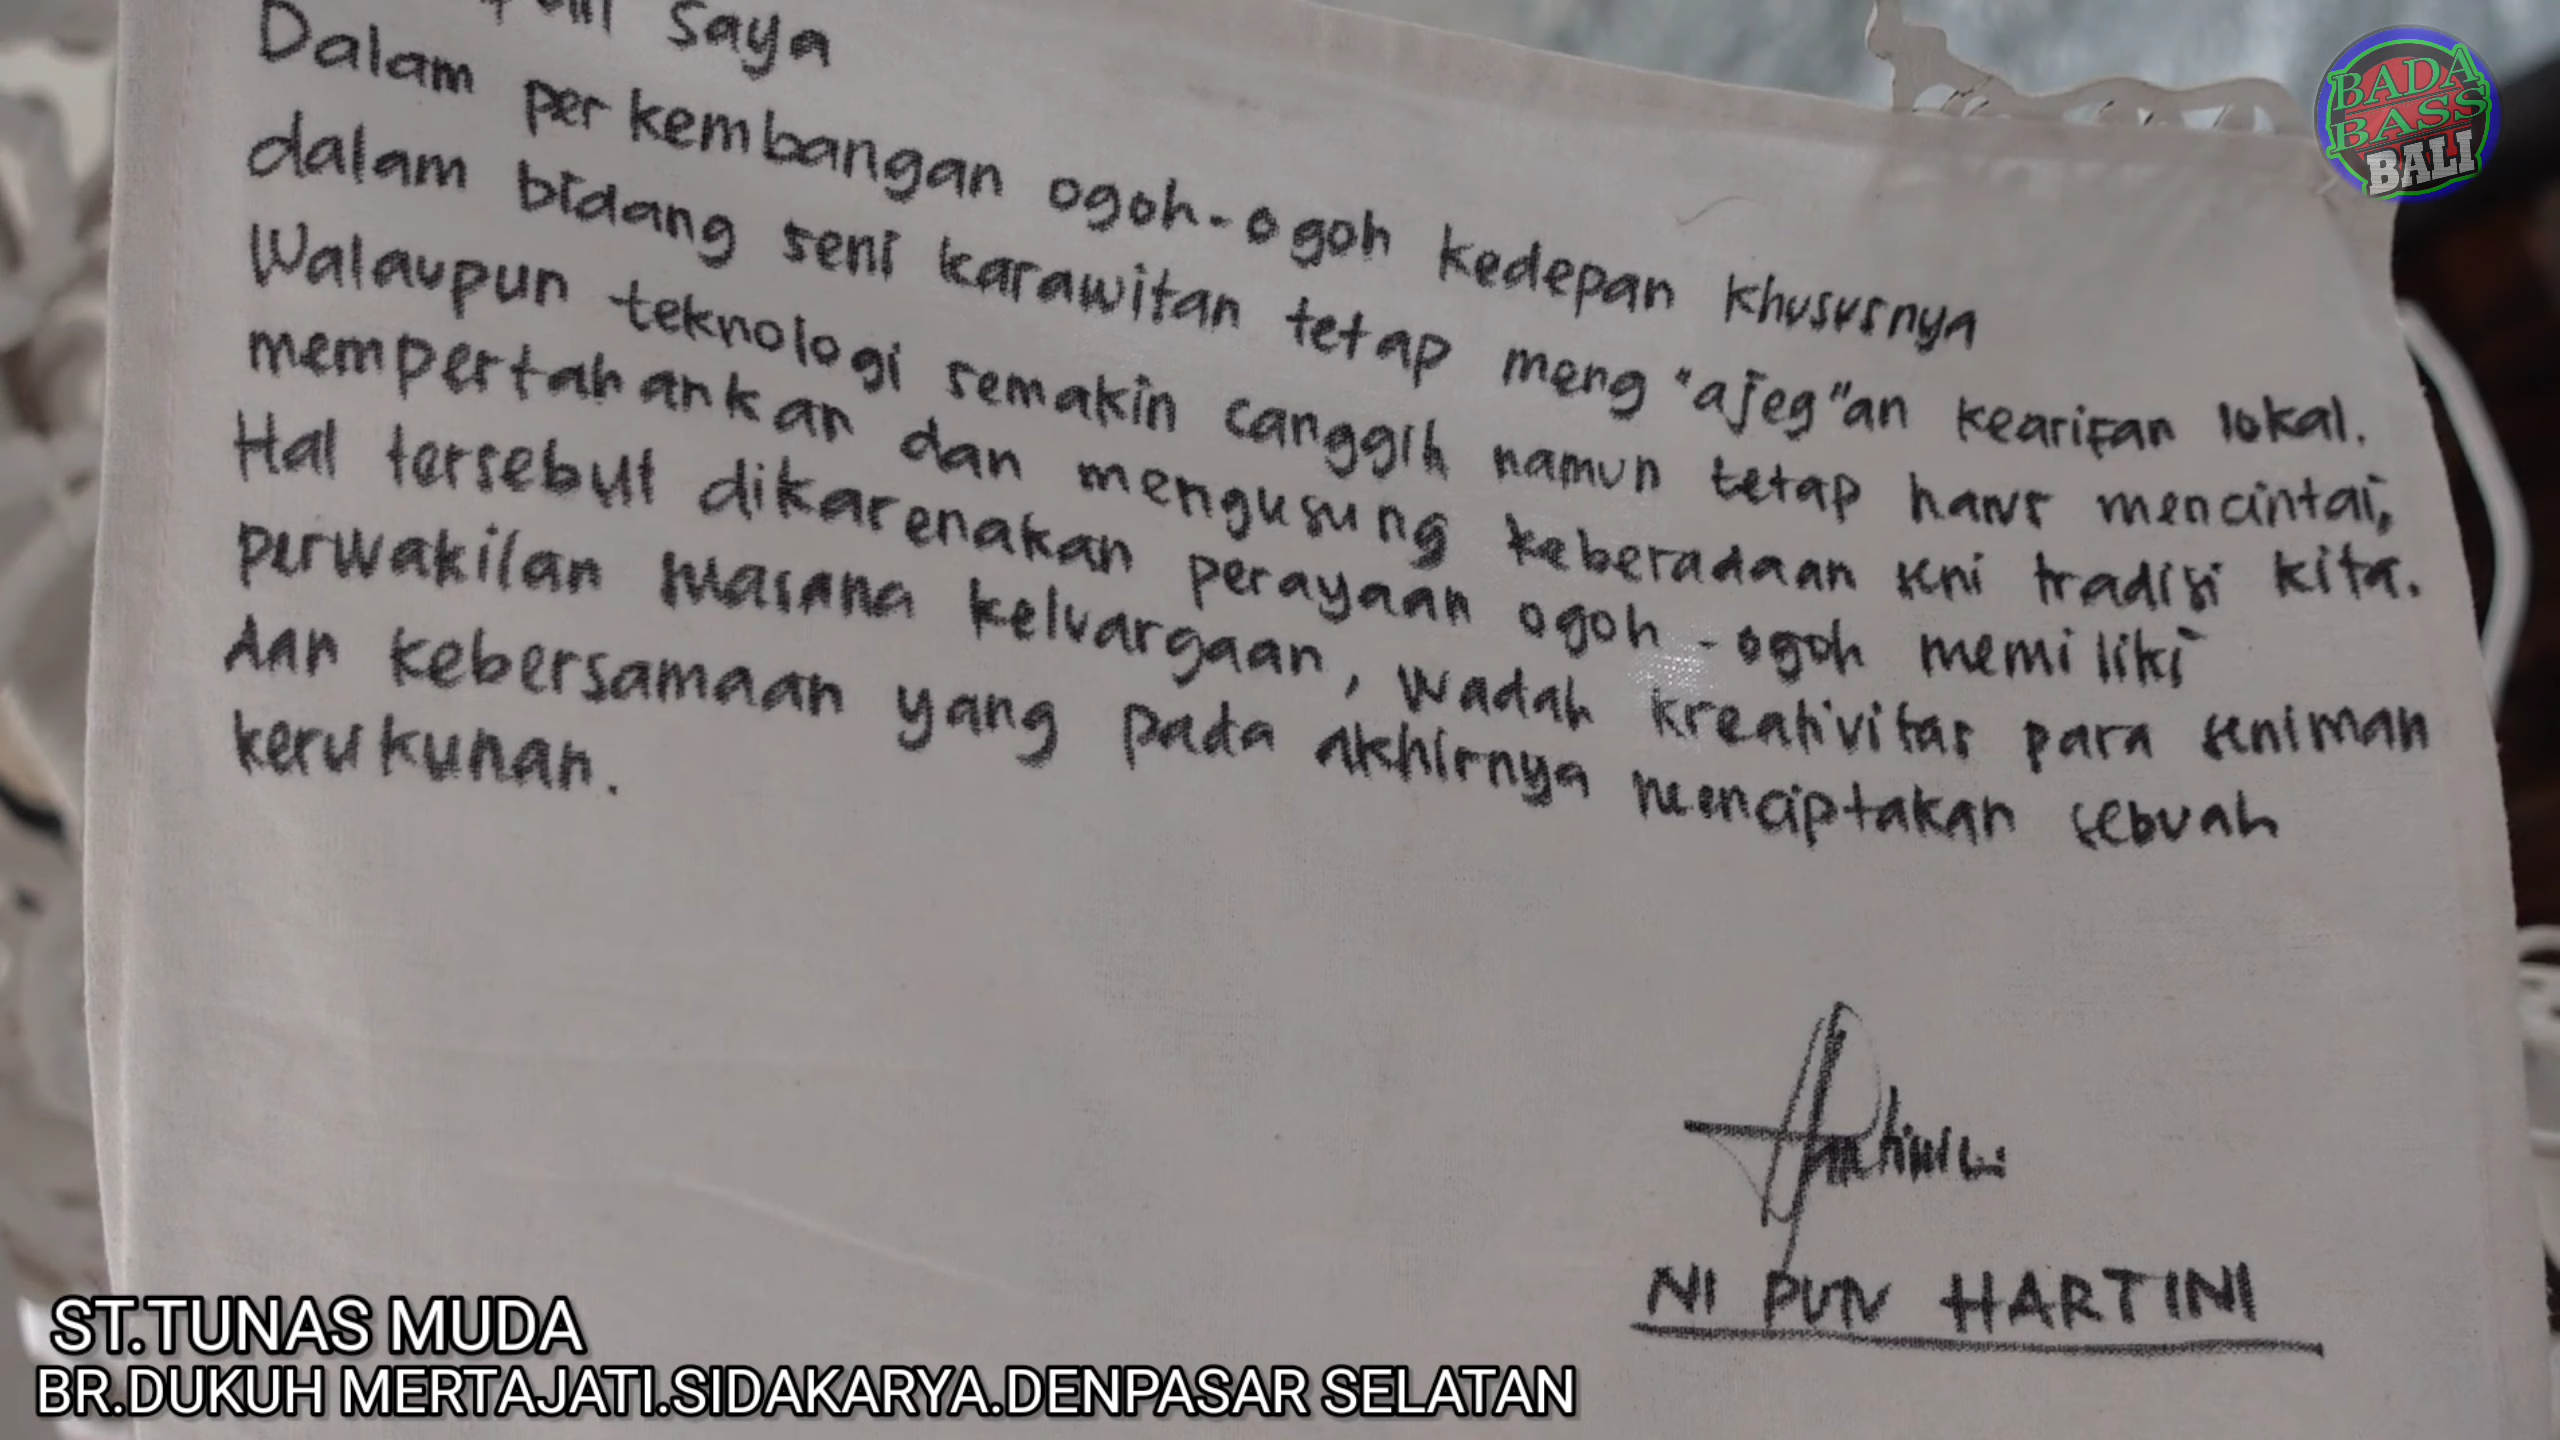 saya
Dalam perkembangan ogoh-ogoh kedepan khususnya
dalam bidang seni karawitan tetap meng "ajeg"an kearifan lokal.
Walaupun teknologi semakin canggih namun tetap harus mencintai,
mempertahankan dan mengusung keberadaan seni tradisi kita.
Hal tersebut dikarenakan perayaan ogoh-ogoh memiliki
perwakilan masana keluargaan, wadah kreativitas para seniman
dan kebersamaan yang pada akhirnya menciptakan sebuah
kerukunan.
NI PUTU HARTINI
BADA
BASS
BALI
ST.TUNAS MUDA
BR.DUKUH MERTAJATI.SIDAKARYA.DENPASAR SELATAN